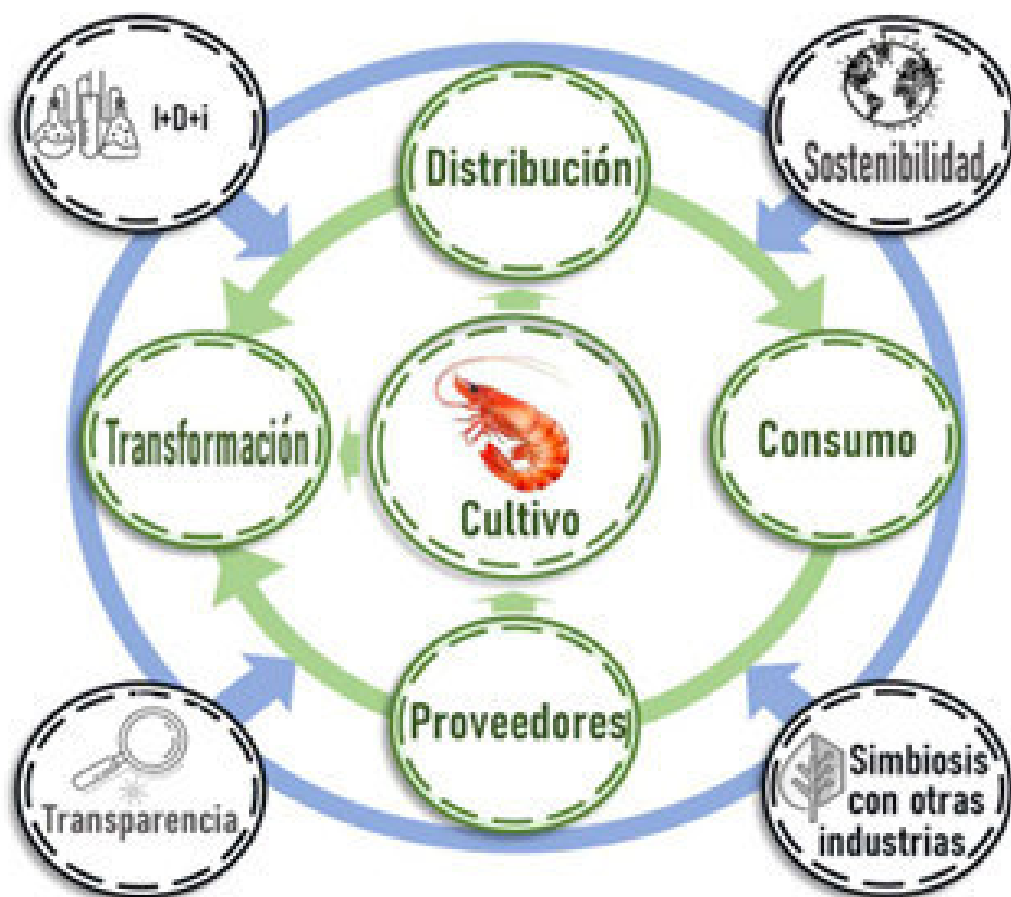 I+D+i
Distribución
Sostenibilidad
Transformación
Cultivo
Consumo
Transparencia
Proveedores
Simbiosis
con otras
industrias